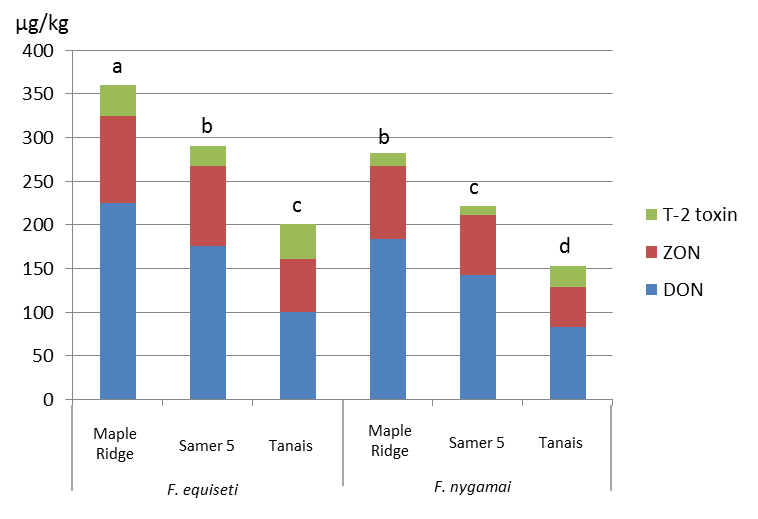 µg/kg
400
350
300
250
200
150
100
50
0
a
b
c
b
c
d
T-2 toxin
ZON
DON
Maple
Ridge
Samer 5
Tanais
Maple
Ridge
Samer 5
Tanais
F. equiseti
F. nygamai